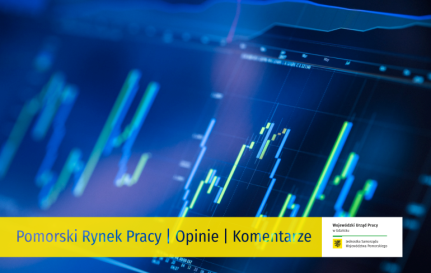 Pomorski Rynek Pracy | Opinie | Komentarze
Wojewódzki Urząd Pracy
w Gdańsku
Jednostka Samorządu
Województwa Pomorskiego